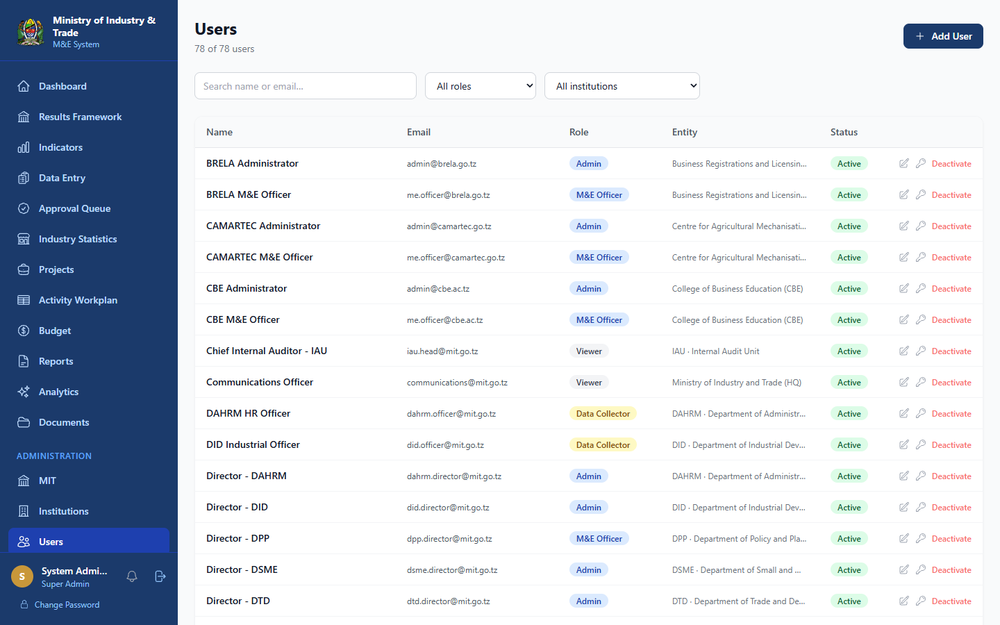 Ministry of Industry &
Trade
M&E System
Dashboard
Results Framework
Indicators
Data Entry
Approval Queue
Industry Statistics
Projects
Activity Workplan
Budget
Reports
Analytics
Documents
ADMINISTRATION
MIT
Institutions
Users
S
System Admi...
Super Admin
Change Password
Users
78 of 78 users
Add User
Search name or email...
All roles
All institutions
Name Email Role Entity Status
BRELA Administrator admin@brela.go.tz Admin Business Registrations and Licensin... Active Deactivate
BRELA M&E Officer me.officer@brela.go.tz M&E Officer Business Registrations and Licensin... Active Deactivate
CAMARTEC Administrator admin@camartec.go.tz Admin Centre for Agricultural Mechanisati... Active Deactivate
CAMARTEC M&E Officer me.officer@camartec.go.tz M&E Officer Centre for Agricultural Mechanisati... Active Deactivate
CBE Administrator admin@cbe.ac.tz Admin College of Business Education (CBE) Active Deactivate
CBE M&E Officer me.officer@cbe.ac.tz M&E Officer College of Business Education (CBE) Active Deactivate
Chief Internal Auditor - IAU iau.head@mit.go.tz Viewer IAU · Internal Audit Unit Active Deactivate
Communications Officer communications@mit.go.tz Viewer Ministry of Industry and Trade (HQ) Active Deactivate
DAHRM HR Officer dahrm.officer@mit.go.tz Data Collector DAHRM · Department of Administr... Active Deactivate
DID Industrial Officer did.officer@mit.go.tz Data Collector DID · Department of Industrial Dev... Active Deactivate
Director - DAHRM dahrm.director@mit.go.tz Admin DAHRM · Department of Administr... Active Deactivate
Director - DID did.director@mit.go.tz Admin DID · Department of Industrial Dev... Active Deactivate
Director - DPP dpp.director@mit.go.tz M&E Officer DPP · Department of Policy and Pla... Active Deactivate
Director - DSME dsme.director@mit.go.tz Admin DSME · Department of Small and ... Active Deactivate
Director - DTD dtd.director@mit.go.tz Admin DTD · Department of Trade and De... Active Deactivate